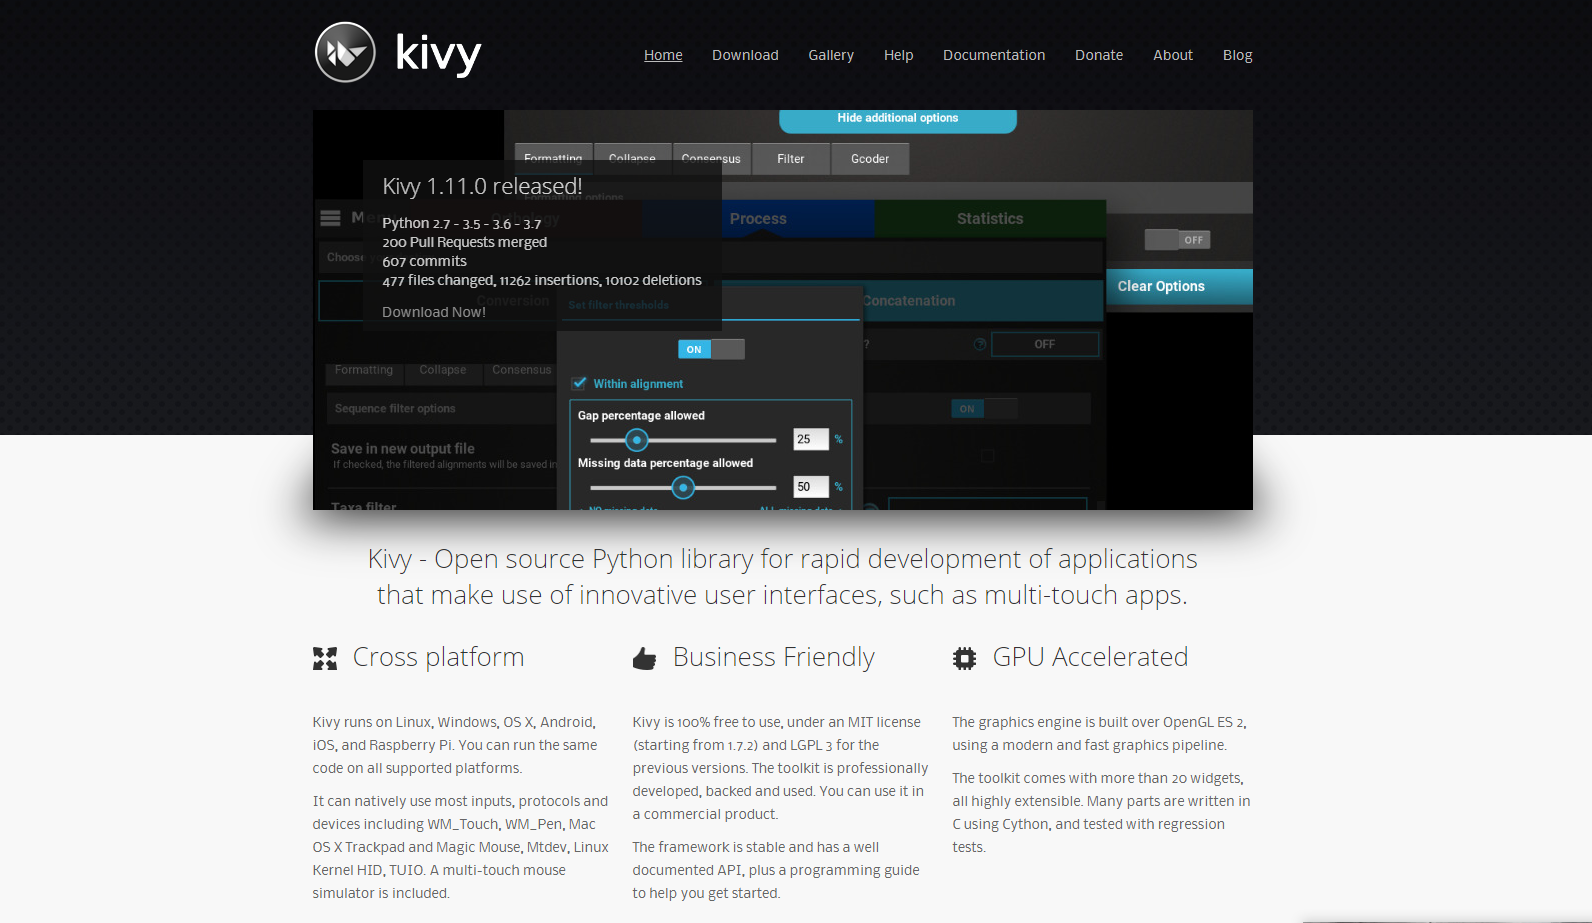 kivy
Home Download Gallery Help Documentation Donate About Blog
Hide additional options
Formatting Collapse Consensus Filter Gcoder
Formatting options
Kivy 1.11.0 released!
Python 2.7 - 3.5 - 3.6 - 3.7
200 Pull Requests merged
607 commits
477 files changed, 11262 insertions, 10102 deletions
Download Now!
Process Statistics
OFF
Choose
Clear Options
Conversion Concatenation
Set filter thresholds
? OFF
ON
Formatting Collapse Consensus
Within alignment
Sequence filter options ON
Gap percentage allowed
25 %
Save in new output file
If checked, the filtered alignments will be saved in
Missing data percentage allowed
50 %
Taxa filter
NO missing data ALL missing data
Kivy - Open source Python library for rapid development of applications
that make use of innovative user interfaces, such as multi-touch apps.
Cross platform
Kivy runs on Linux, Windows, OS X, Android,
iOS, and Raspberry Pi. You can run the same
code on all supported platforms.
It can natively use most inputs, protocols and
devices including WM_Touch, WM_Pen, Mac
OS X Trackpad and Magic Mouse, Mtdev, Linux
Kernel HID, TUIO. A multi-touch mouse
simulator is included.
Business Friendly
Kivy is 100% free to use, under an MIT license
(starting from 1.7.2) and LGPL 3 for the
previous versions. The toolkit is professionally
developed, backed and used. You can use it in
a commercial product.
The framework is stable and has a well
documented API, plus a programming guide
to help you get started.
GPU Accelerated
The graphics engine is built over OpenGL ES 2,
using a modern and fast graphics pipeline.
The toolkit comes with more than 20 widgets,
all highly extensible. Many parts are written in
C using Cython, and tested with regression
tests.